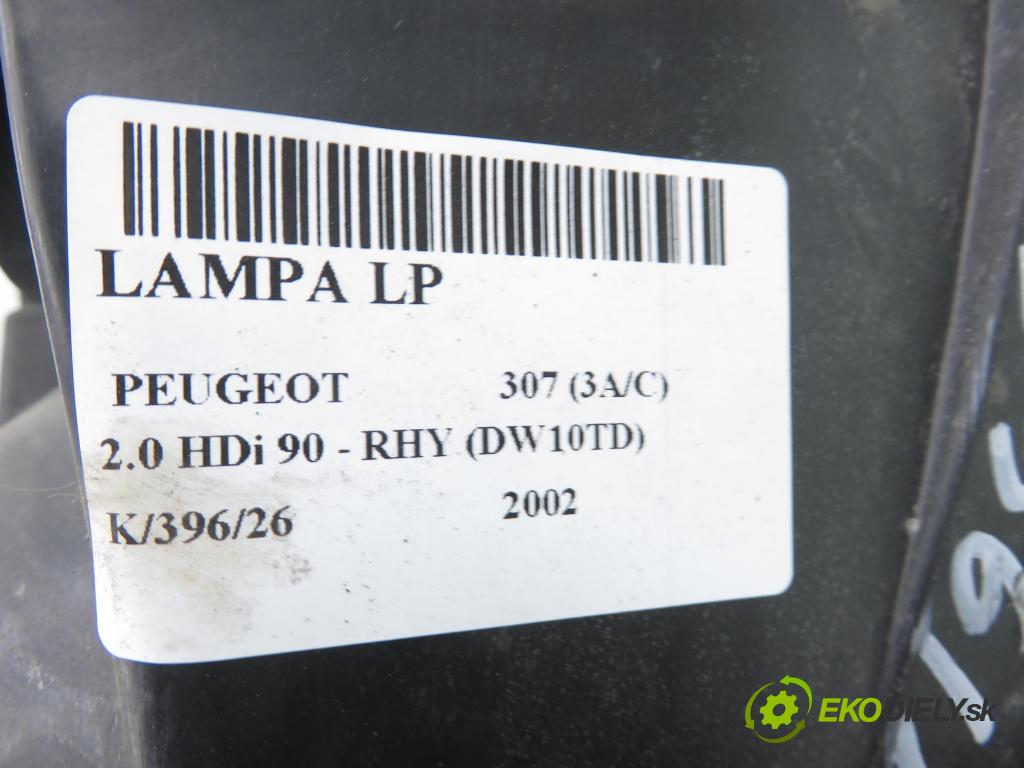 LAMPA LP
PEUGEOT 307 (3A/C)
2.0 HDi 90 - RHY (DW10TD)
K/396/26 2002
EKODIELY.sk